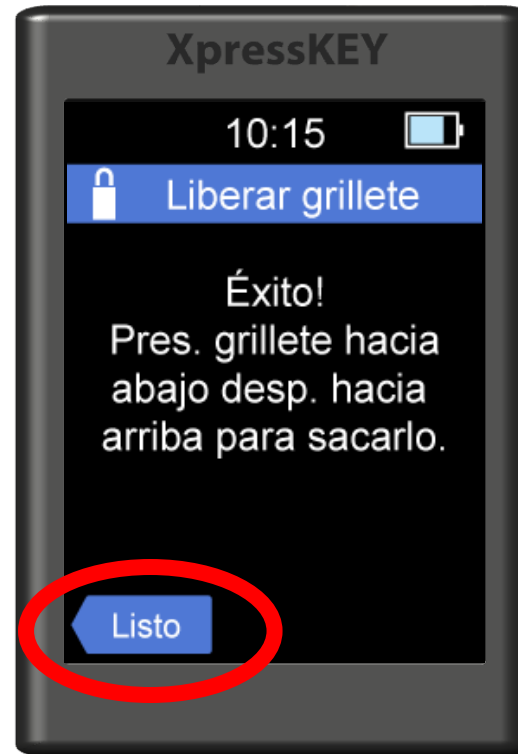 XpressKEY
10:15
Liberar grillete
Éxito!
Pres. grillete hacia
abajo desp. hacia
arriba para sacarlo.
Listo